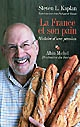 Steven L. Kaplan
La France
et son pain
Histoire d'une passion
Albin Michel